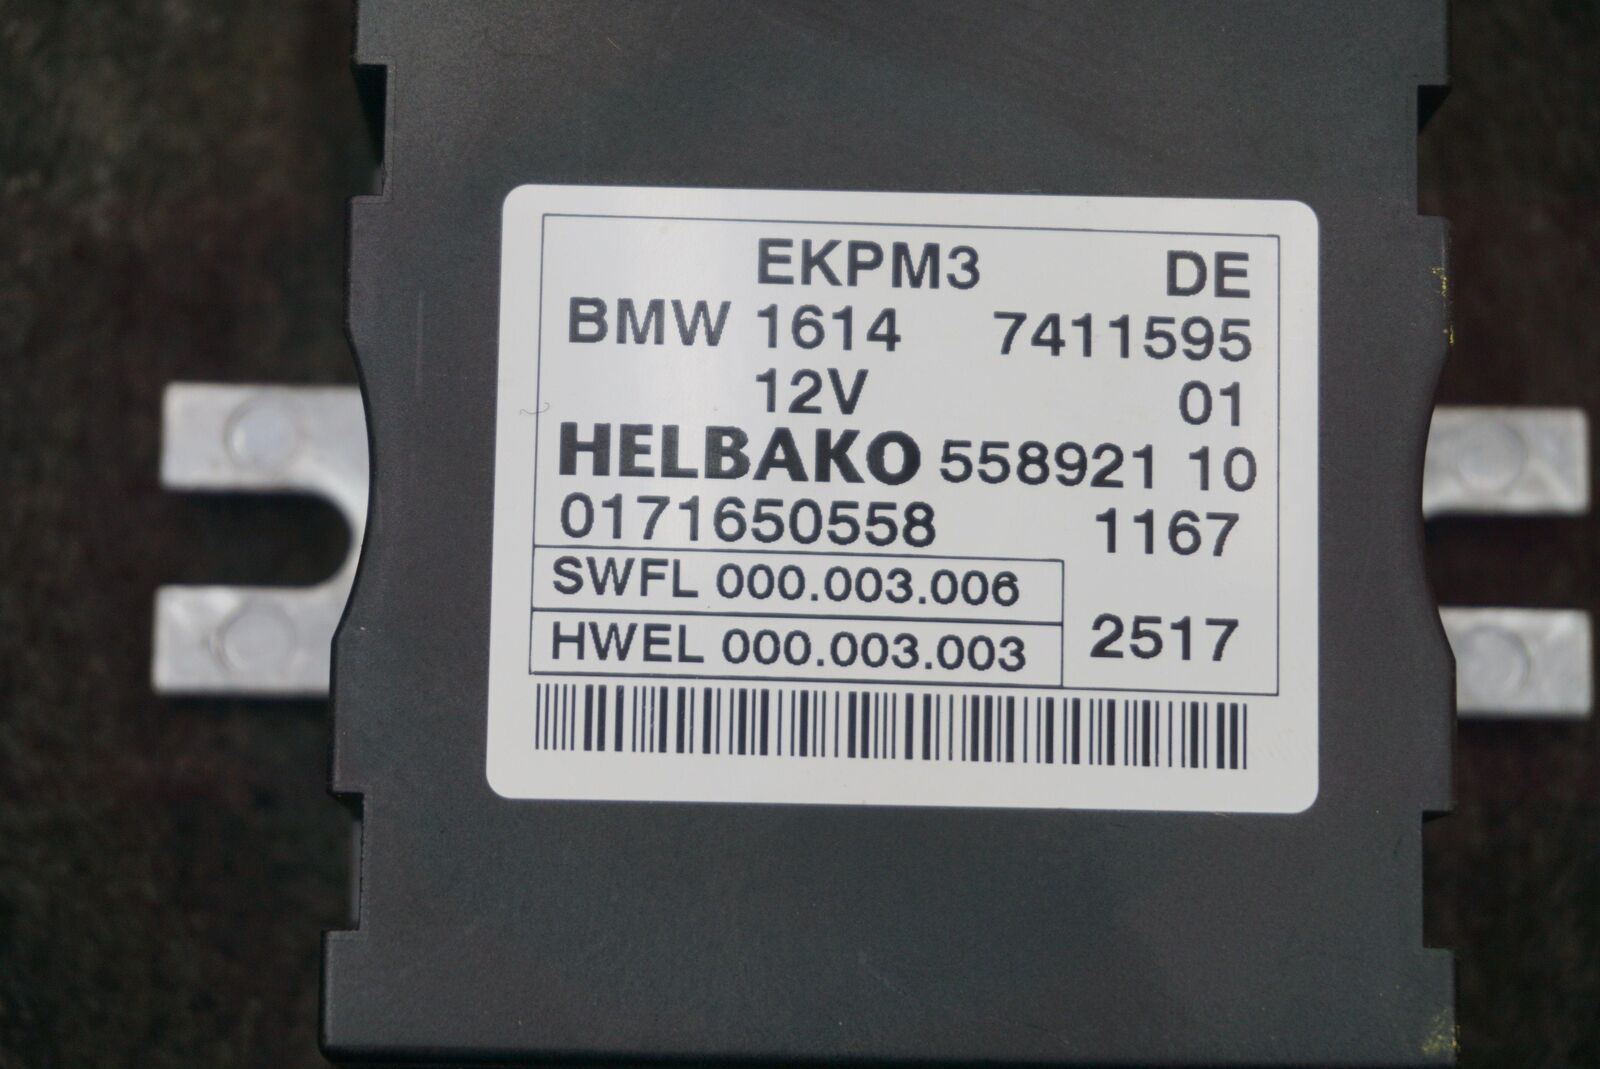 EKPM3 DE
BMW 1614 7411595
12V 01
HELBAKO 558921 10
0171650558 1167
SWFL 000.003.006
HWEL 000.003.003 2517